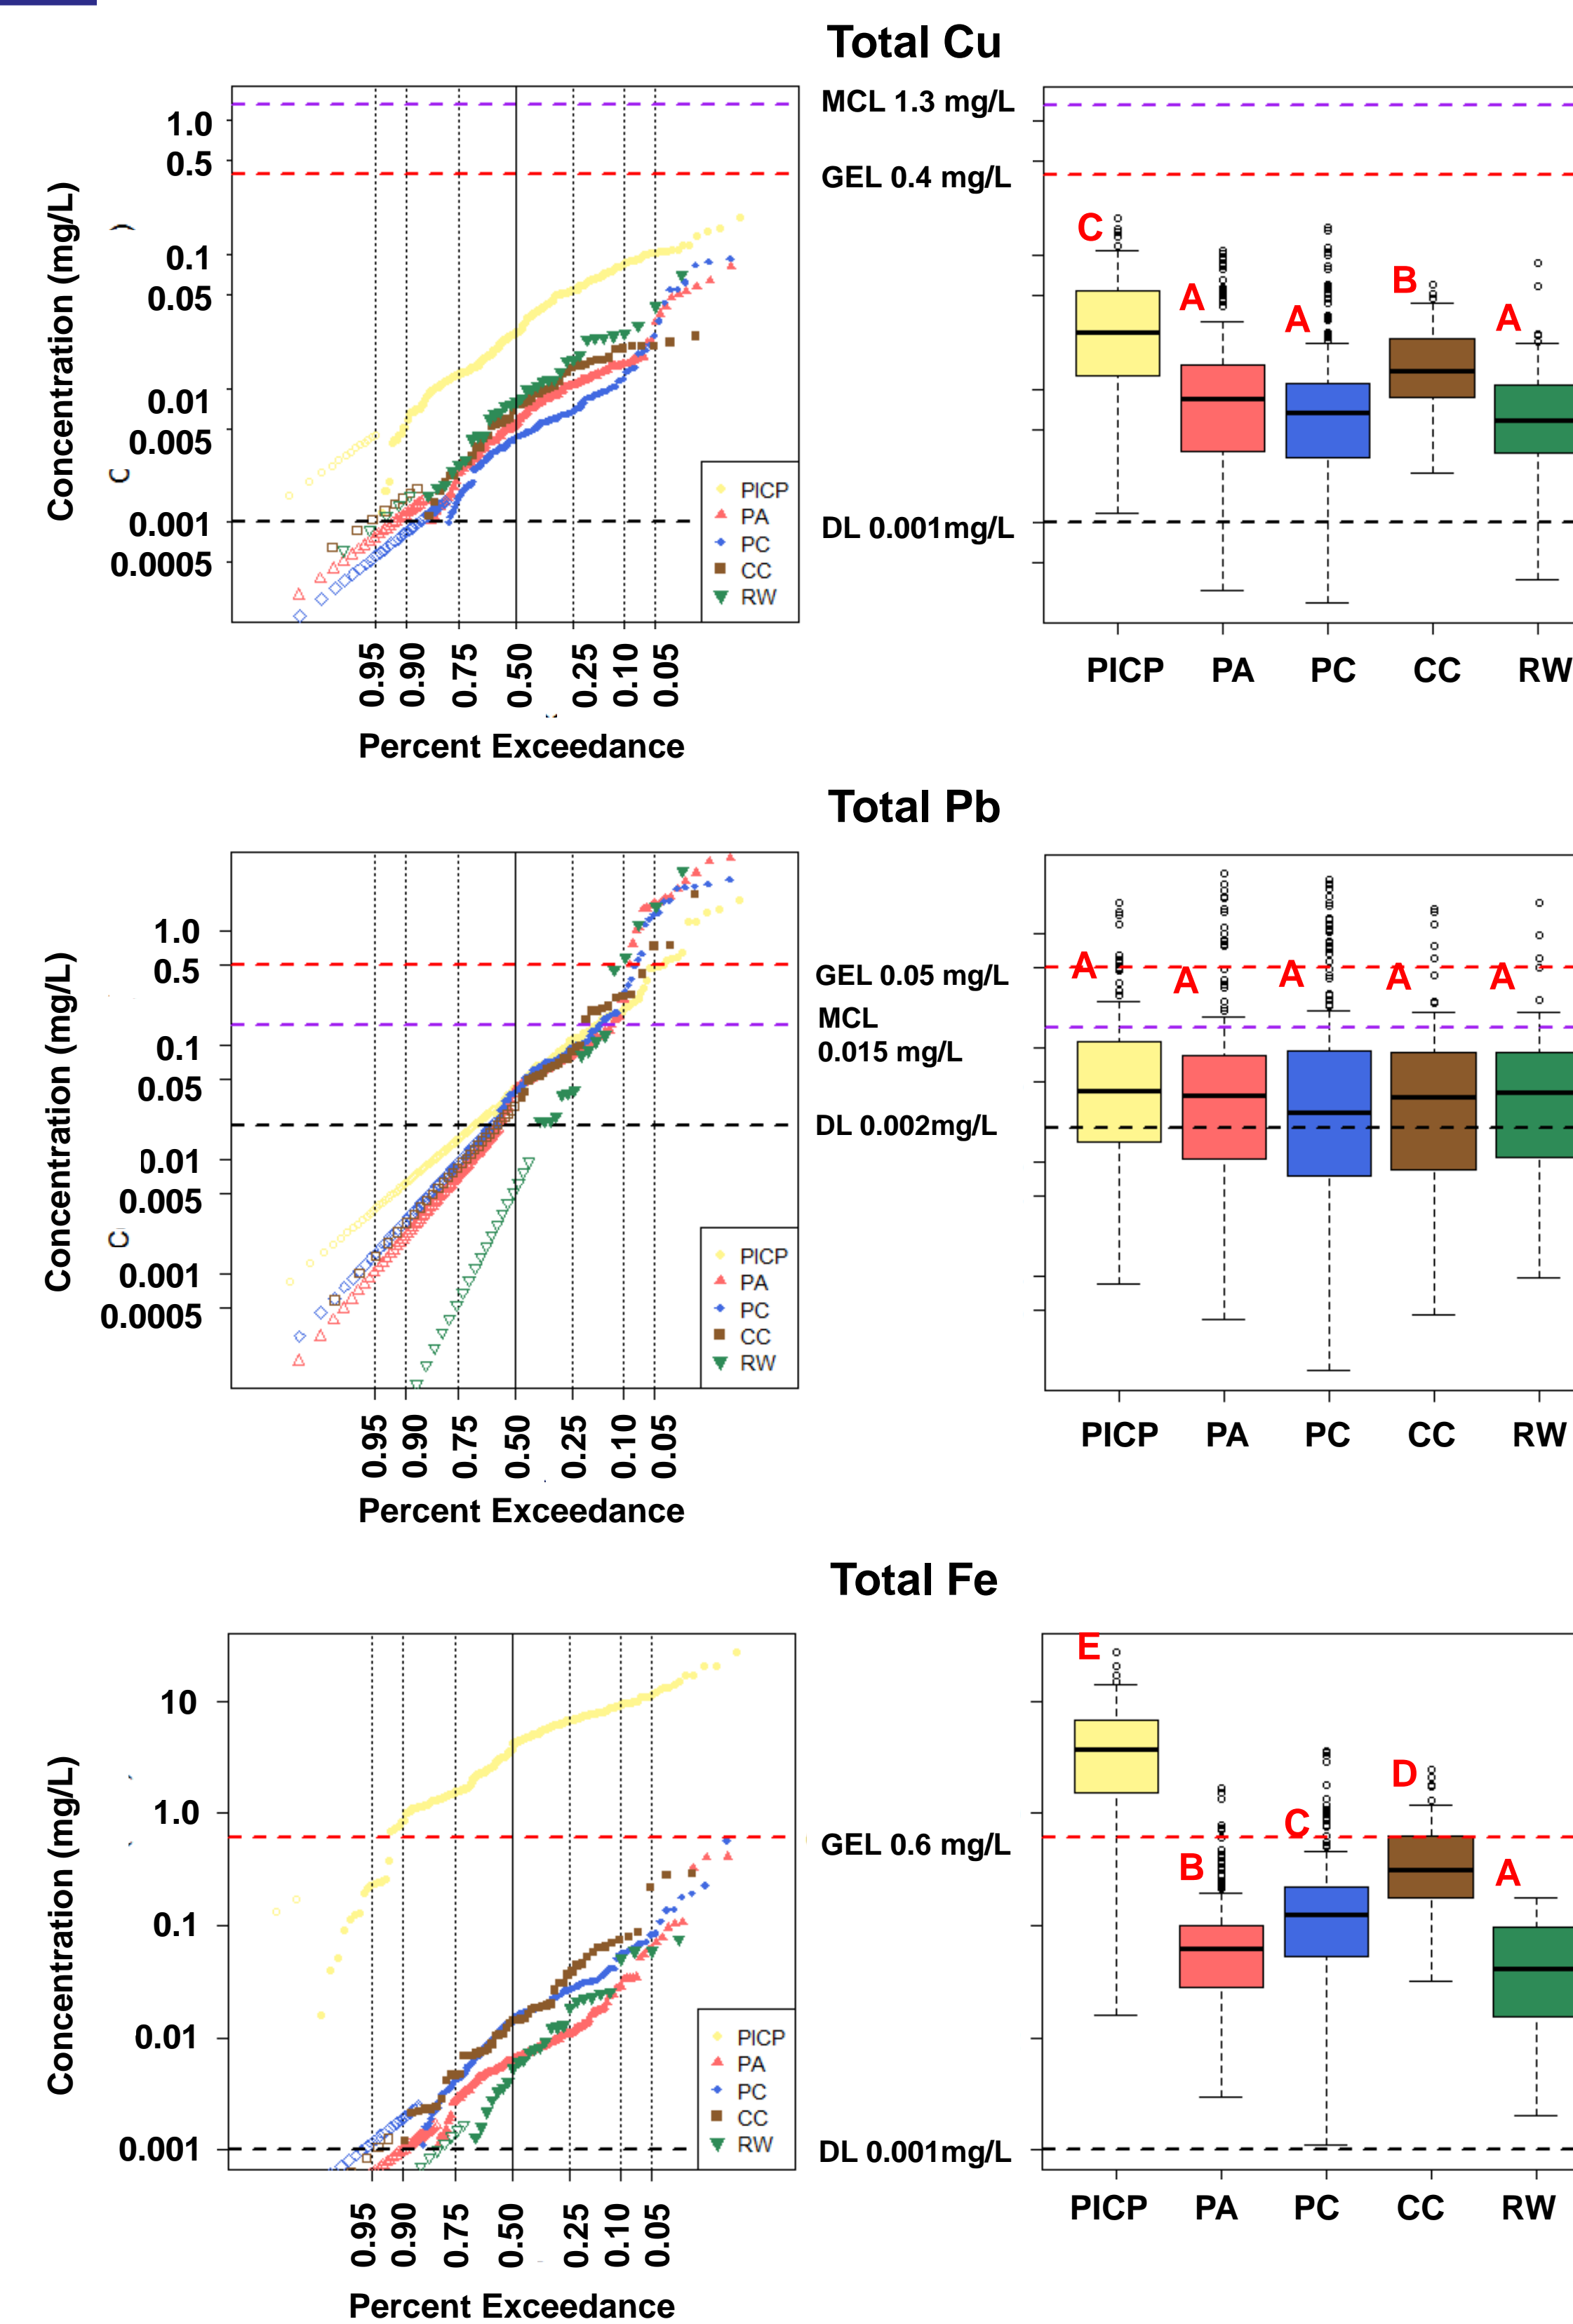 Total Cu
MCL 1.3 mg/L
GEL 0.4 mg/L
DL 0.001mg/L
Concentration (mg/L)
)
C
1.0
0.5
0.1
0.05
0.01
0.005
0.001
0.0005
PICP
PA
PC
CC
RW
0.95
0.90
0.75
0.50
0.25
0.10
0.05
Percent Exceedance
C
A
A
B
A
PICP
PA
PC
CC
RW
Total Pb
GEL 0.05 mg/L
MCL
0.015 mg/L
DL 0.002mg/L
Concentration (mg/L)
C
1.0
0.5
0.1
0.05
0.01
0.005
0.001
0.0005
PICP
PA
PC
CC
RW
0.95
0.90
0.75
0.50
0.25
0.10
0.05
Percent Exceedance
A
A
A
A
A
PICP
PA
PC
CC
RW
Total Fe
GEL 0.6 mg/L
DL 0.001mg/L
Concentration (mg/L)
10
1.0
0.1
0.01
0.001
PICP
PA
PC
CC
RW
0.95
0.90
0.75
0.50
0.25
0.10
0.05
Percent Exceedance
E
B
C
D
A
PICP
PA
PC
CC
RW